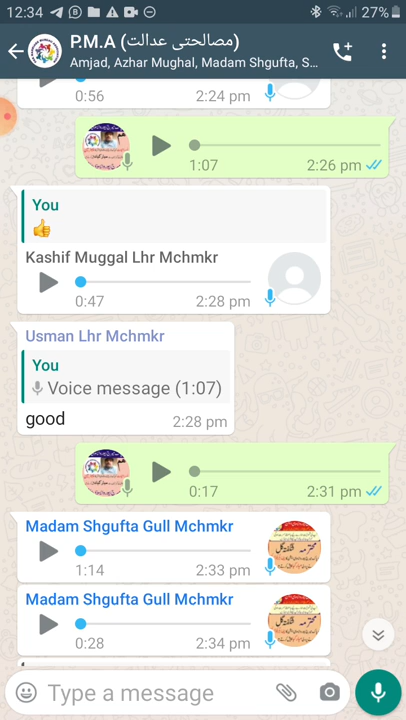 12:34
27%
P.M.A (مصالحتی عدالت)
Amjad, Azhar Mughal, Madam Shgufta, S...
0:56
2:24 pm
1:07
2:26 pm
You
👍
Kashif Muggal Lhr Mchmkr
0:47
2:28 pm
Usman Lhr Mchmkr
You
Voice message (1:07)
good
2:28 pm
0:17
2:31 pm
Madam Shgufta Gull Mchmkr
1:14
2:33 pm
Madam Shgufta Gull Mchmkr
0:28
2:34 pm
Type a message